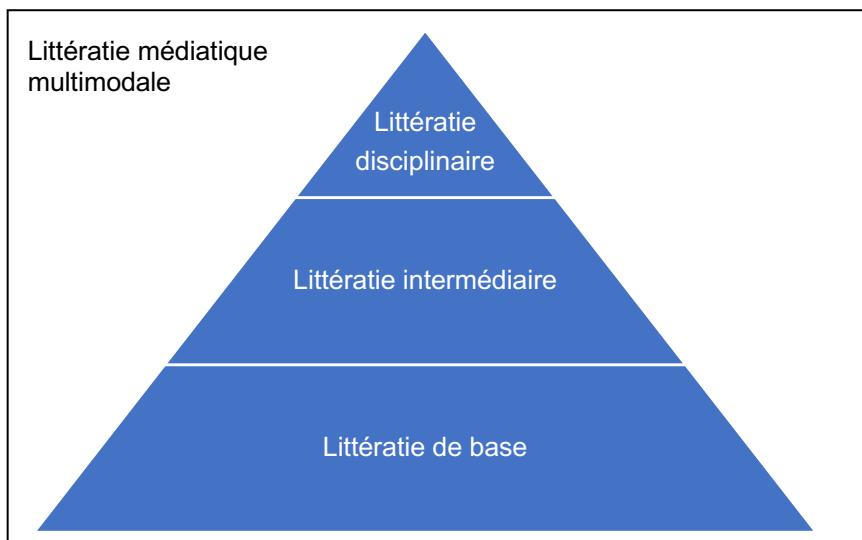 Littératie médiatique
multimodale
Littératie
disciplinaire
Littératie intermédiaire
Littératie de base